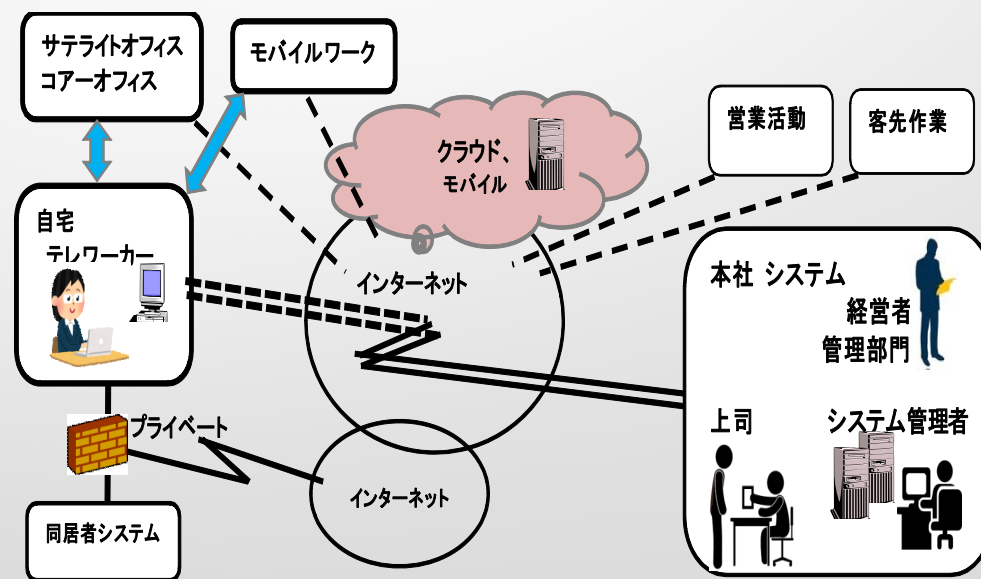 サテライトオフィス
コアーオフィス
モバイルワーク
クラウド、
モバイル
営業活動
客先作業
自宅
テレワーカー
インターネット
本社 システム
経営者
管理部門
プライベート
上司
システム管理者
インターネット
同居者システム